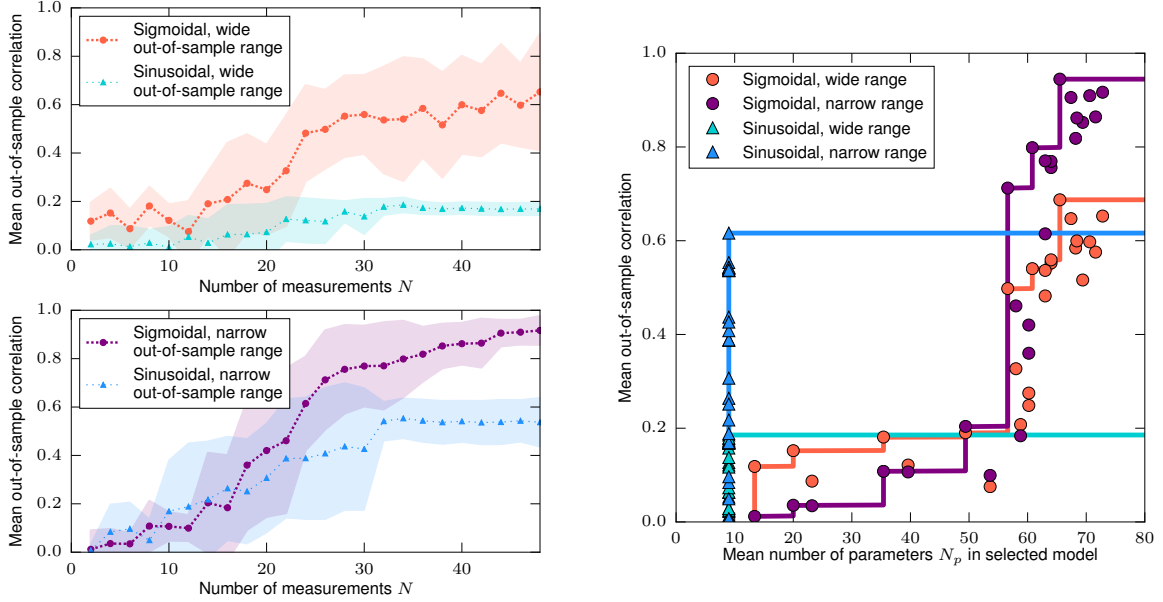 Mean out-of-sample correlation
1.0
0.8
0.6
0.4
0.2
0.0
Sigmoidal, wide
out-of-sample range
Sinusoidal, wide
out-of-sample range
0
10
20
30
40
Number of measurements N
Mean out-of-sample correlation
1.0
0.8
0.6
0.4
0.2
0.0
Sigmoidal, narrow
out-of-sample range
Sinusoidal, narrow
out-of-sample range
0
10
20
30
40
Number of measurements N
Mean out-of-sample correlation
1.0
0.8
0.6
0.4
0.2
0.0
Sigmoidal, wide range
Sigmoidal, narrow range
Sinusoidal, wide range
Sinusoidal, narrow range
0
10
20
30
40
50
60
70
80
Mean number of parameters Np in selected model